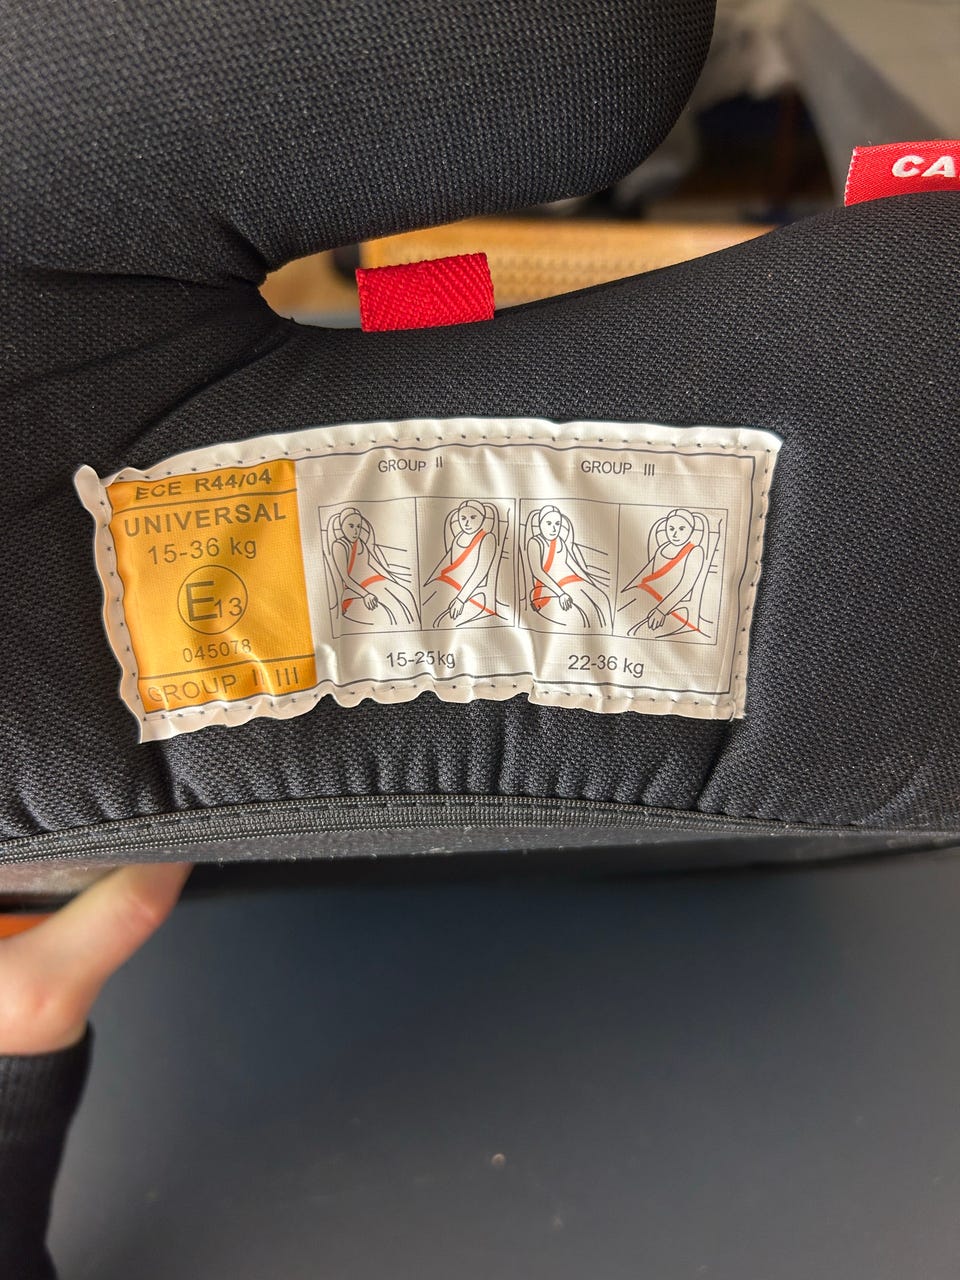 CA
ECE R44/04
UNIVERSAL
15-36 kg
E13
045078
GROUP II III
GROUP II
GROUP III
15-25kg
22-36 kg